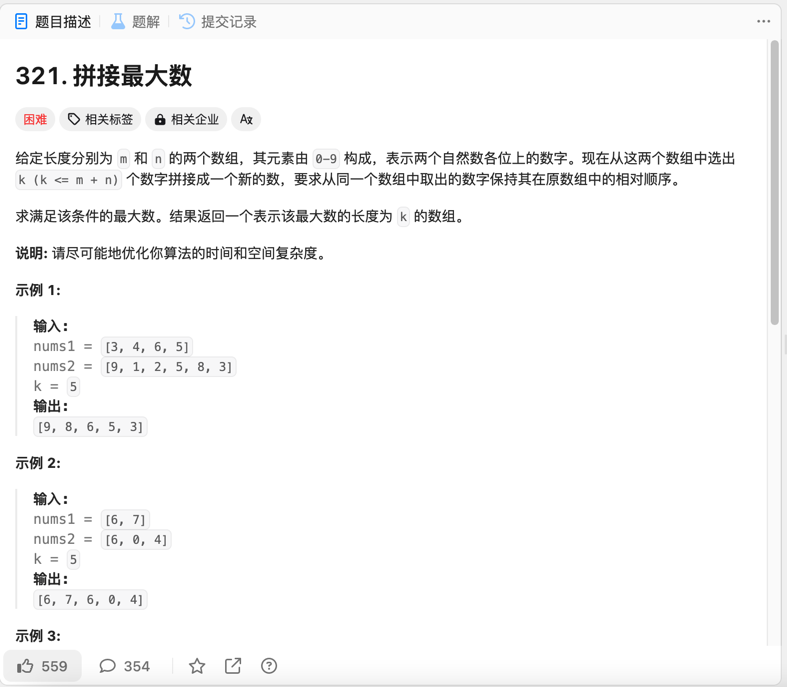 题目描述 题解 提交记录
321. 拼接最大数
困难 相关标签 相关企业
给定长度分别为 m 和 n 的两个数组，其元素由 0-9 构成，表示两个自然数各位上的数字。现在从这两个数组中选出
k (k <= m + n) 个数字拼接成一个新的数，要求从同一个数组中取出的数字保持其在原数组中的相对顺序。
求满足该条件的最大数。结果返回一个表示该最大数的长度为 k 的数组。
说明: 请尽可能地优化你算法的时间和空间复杂度。
示例 1:
输入:
nums1 = [3, 4, 6, 5]
nums2 = [9, 1, 2, 5, 8, 3]
k = 5
输出:
[9, 8, 6, 5, 3]
示例 2:
输入:
nums1 = [6, 7]
nums2 = [6, 0, 4]
k = 5
输出:
[6, 7, 6, 0, 4]
示例 3:
559 354